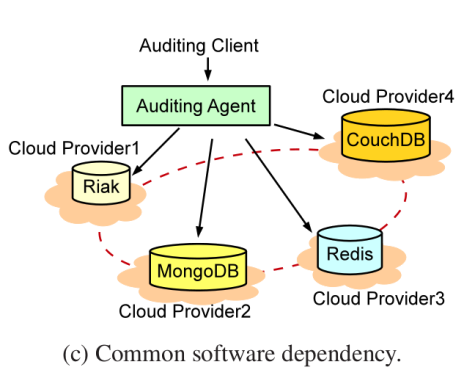 Auditing Client
Auditing Agent
Cloud Provider4
CouchDB
Cloud Provider1
Riak
Redis
MongoDB
Cloud Provider3
Cloud Provider2
(c) Common software dependency.